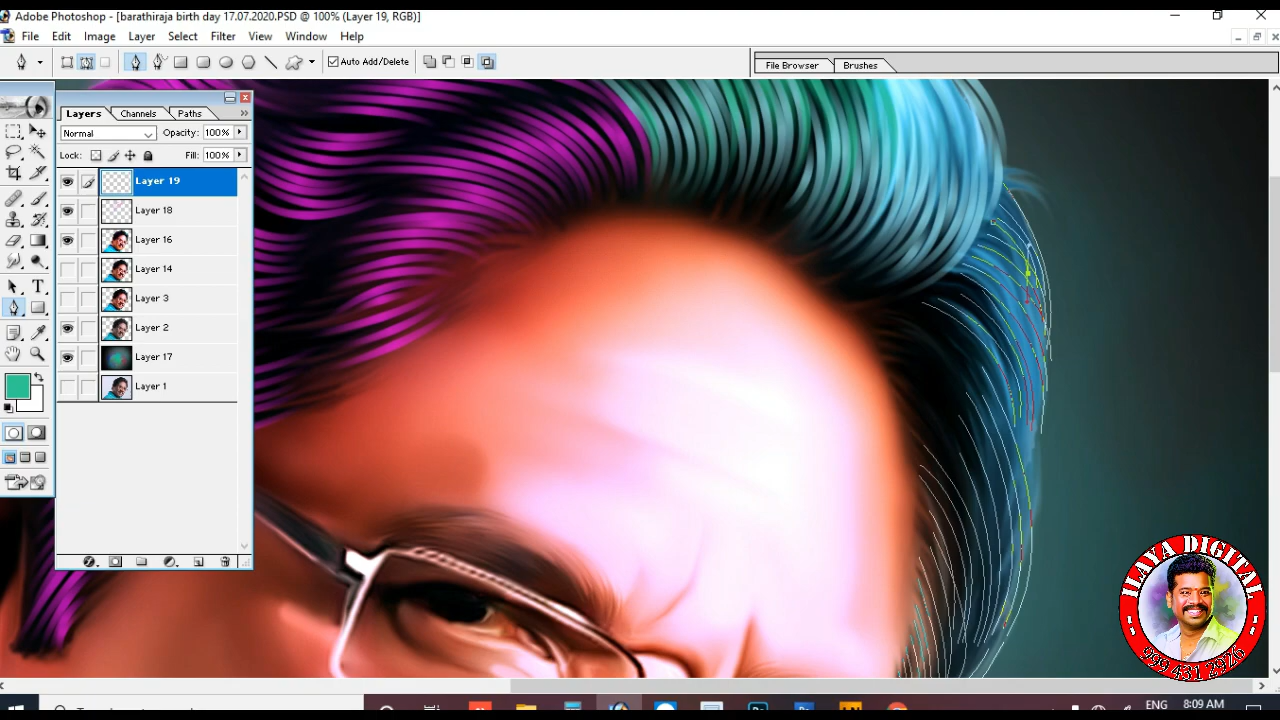 Adobe Photoshop - [barathiraja birth day 17.07.2020.PSD @ 100% (Layer 19, RGB)]
File Edit Image Layer Select Filter View Window Help
Auto Add/Delete
File Browser Brushes
Layers Channels Paths
Normal Opacity: 100%
Lock: Fill: 100%
Layer 19
Layer 18
Layer 16
Layer 14
Layer 3
Layer 2
Layer 17
Layer 1
ILAYA DIGITAL
999 431 2926
ENG 8:09 AM